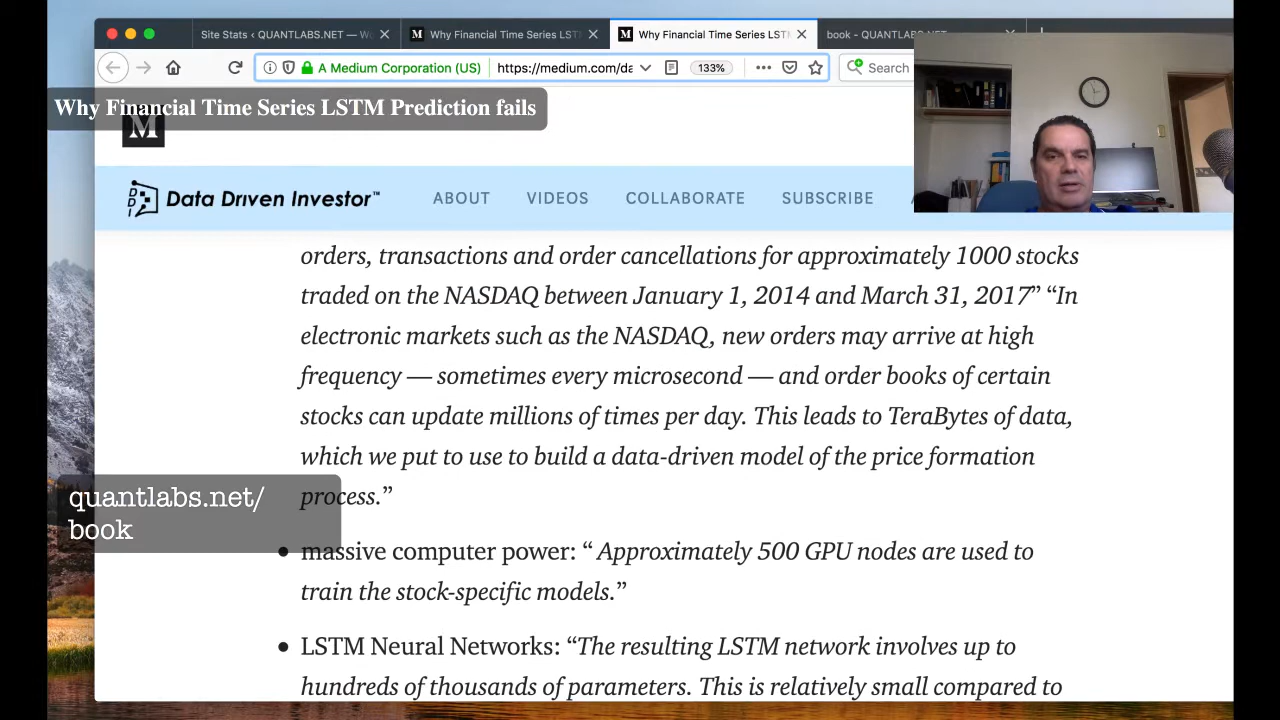 Site Stats ‹ QUANTLABS.NET — Wo
Why Financial Time Series LST
Why Financial Time Series LSTM
book - QUANTLABS.NET
A Medium Corporation (US)
https://medium.com/da
133%
Search
Why Financial Time Series LSTM Prediction fails
M
Data Driven Investor™
ABOUT
VIDEOS
COLLABORATE
SUBSCRIBE
orders, transactions and order cancellations for approximately 1000 stocks
traded on the NASDAQ between January 1, 2014 and March 31, 2017” “In
electronic markets such as the NASDAQ, new orders may arrive at high
frequency — sometimes every microsecond — and order books of certain
stocks can update millions of times per day. This leads to TeraBytes of data,
which we put to use to build a data-driven model of the price formation
process.”
quantlabs.net/
book
massive computer power: “ Approximately 500 GPU nodes are used to
train the stock-specific models.”
LSTM Neural Networks: “The resulting LSTM network involves up to
hundreds of thousands of parameters. This is relatively small compared to